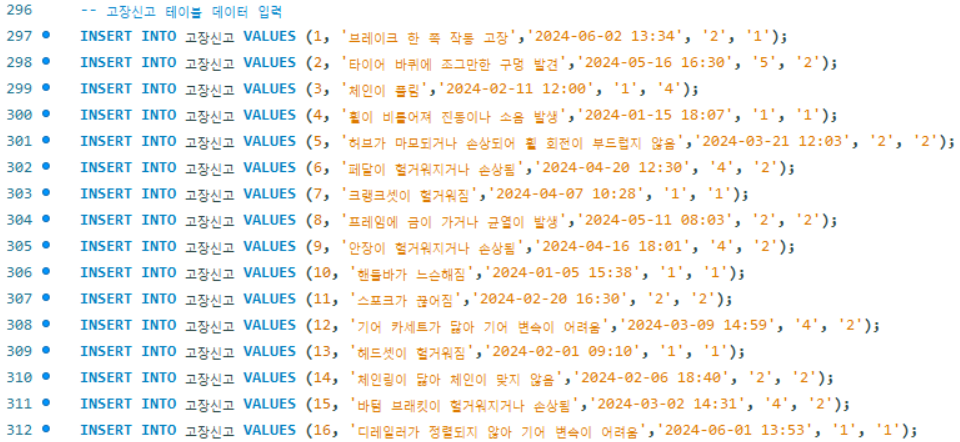 296 -- 고장신고 테이블 데이터 입력
297 INSERT INTO 고장신고 VALUES (1, '브레이크 한 쪽 작동 고장','2024-06-02 13:34', '2', '1');
298 INSERT INTO 고장신고 VALUES (2, '타이어 바퀴에 조그만한 구멍 발견','2024-05-16 16:30', '5', '2');
299 INSERT INTO 고장신고 VALUES (3, '체인이 풀림','2024-02-11 12:00', '1', '4');
300 INSERT INTO 고장신고 VALUES (4, '휠이 비틀어져 진동이나 소음 발생','2024-01-15 18:07', '1', '1');
301 INSERT INTO 고장신고 VALUES (5, '허브가 마모되거나 손상되어 휠 회전이 부드럽지 않음','2024-03-21 12:03', '2', '2');
302 INSERT INTO 고장신고 VALUES (6, '페달이 헐거워지거나 손상됨','2024-04-20 12:30', '4', '2');
303 INSERT INTO 고장신고 VALUES (7, '크랭크셋이 헐거워짐','2024-04-07 10:28', '1', '1');
304 INSERT INTO 고장신고 VALUES (8, '프레임에 금이 가거나 균열이 발생','2024-05-11 08:03', '2', '2');
305 INSERT INTO 고장신고 VALUES (9, '안장이 헐거워지거나 손상됨','2024-04-16 18:01', '4', '2');
306 INSERT INTO 고장신고 VALUES (10, '핸들바가 느슨해짐','2024-01-05 15:38', '1', '1');
307 INSERT INTO 고장신고 VALUES (11, '스포크가 끊어짐','2024-02-20 16:30', '2', '2');
308 INSERT INTO 고장신고 VALUES (12, '기어 카세트가 닳아 기어 변속이 어려움','2024-03-09 14:59', '4', '2');
309 INSERT INTO 고장신고 VALUES (13, '헤드셋이 헐거워짐','2024-02-01 09:10', '1', '1');
310 INSERT INTO 고장신고 VALUES (14, '체인링이 닳아 체인이 맞지 않음','2024-02-06 18:40', '2', '2');
311 INSERT INTO 고장신고 VALUES (15, '바텀 브래킷이 헐거워지거나 손상됨','2024-03-02 14:31', '4', '2');
312 INSERT INTO 고장신고 VALUES (16, '디레일러가 정렬되지 않아 기어 변속이 어려움','2024-06-01 13:53', '1', '1');